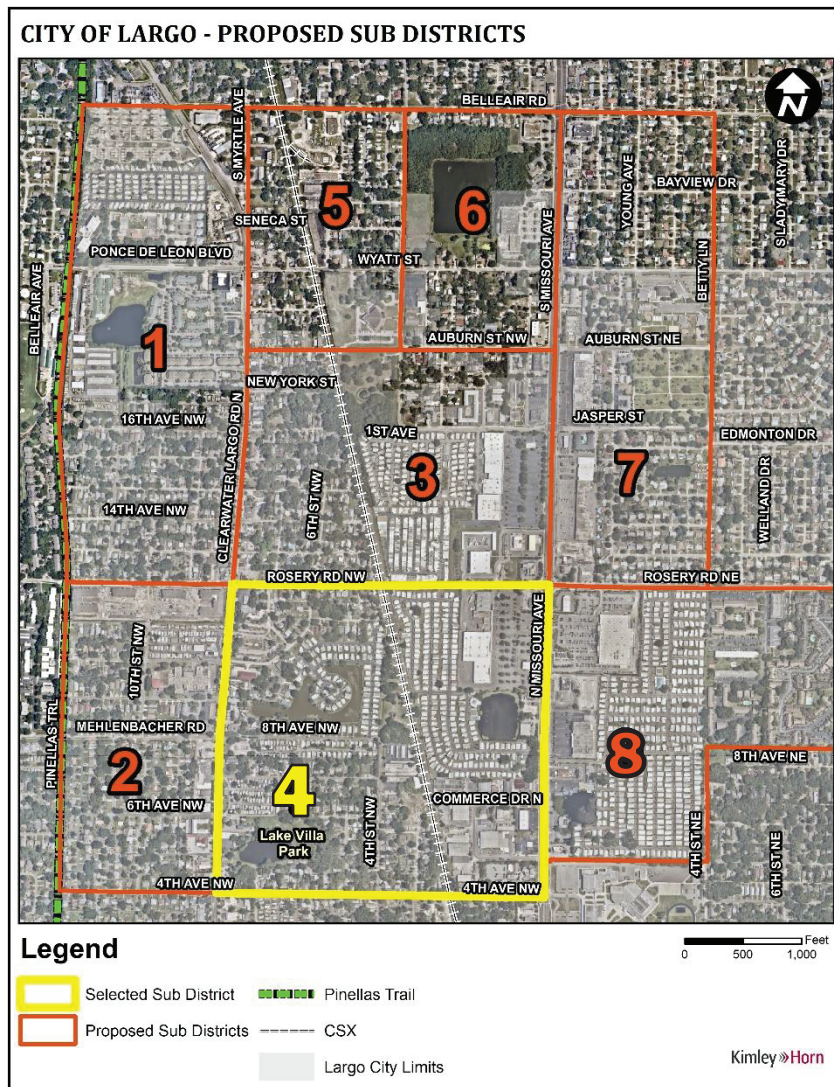 CITY OF LARGO - PROPOSED SUB DISTRICTS
BELLEAIR RD
N
S MYRTLE AVE
YOUNG AVE
BAYVIEW DR
S LADY MARY DR
5
6
SENECA ST
PONCE DE LEON BLVD
WYATT ST
S MISSOURI AVE
BETTY LN
BELLEAIR AVE
1
AUBURN ST NW
AUBURN ST NE
NEW YORK ST
16TH AVE NW
JASPER ST
1ST AVE
EDMONTON DR
CLEARWATER LARGO RD N
3
7
6TH ST NW
WELLAND DR
14TH AVE NW
ROSERY RD NW
ROSERY RD NE
10TH ST NW
N MISSOURI AVE
PINELLAS TRL
MEHLENBACHER RD
8TH AVE NW
8TH AVE NE
2
4
8
6TH AVE NW
COMMERCE DR N
Lake Villa
Park
4TH ST NW
4TH ST NE
6TH ST NE
4TH AVE NW
4TH AVE NW
Legend
Feet
0 500 1,000
Selected Sub District
Pinellas Trail
Proposed Sub Districts
CSX
Largo City Limits
Kimley»Horn